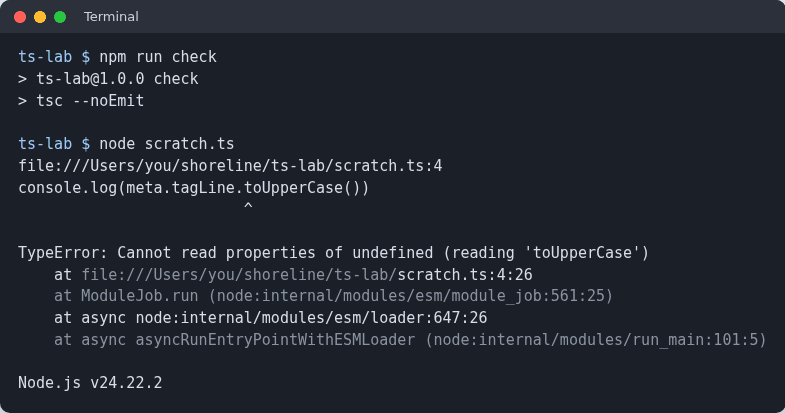 Terminal
ts-lab $ npm run check
> ts-lab@1.0.0 check
> tsc --noEmit
ts-lab $ node scratch.ts
file:///Users/you/shoreline/ts-lab/scratch.ts:4
console.log(meta.tagLine.toUpperCase())
^
TypeError: Cannot read properties of undefined (reading 'toUpperCase')
at file:///Users/you/shoreline/ts-lab/scratch.ts:4:26
at ModuleJob.run (node:internal/modules/esm/module_job:561:25)
at async node:internal/modules/esm/loader:647:26
at async asyncRunEntryPointWithESMLoader (node:internal/modules/run_main:101:5)
Node.js v24.22.2